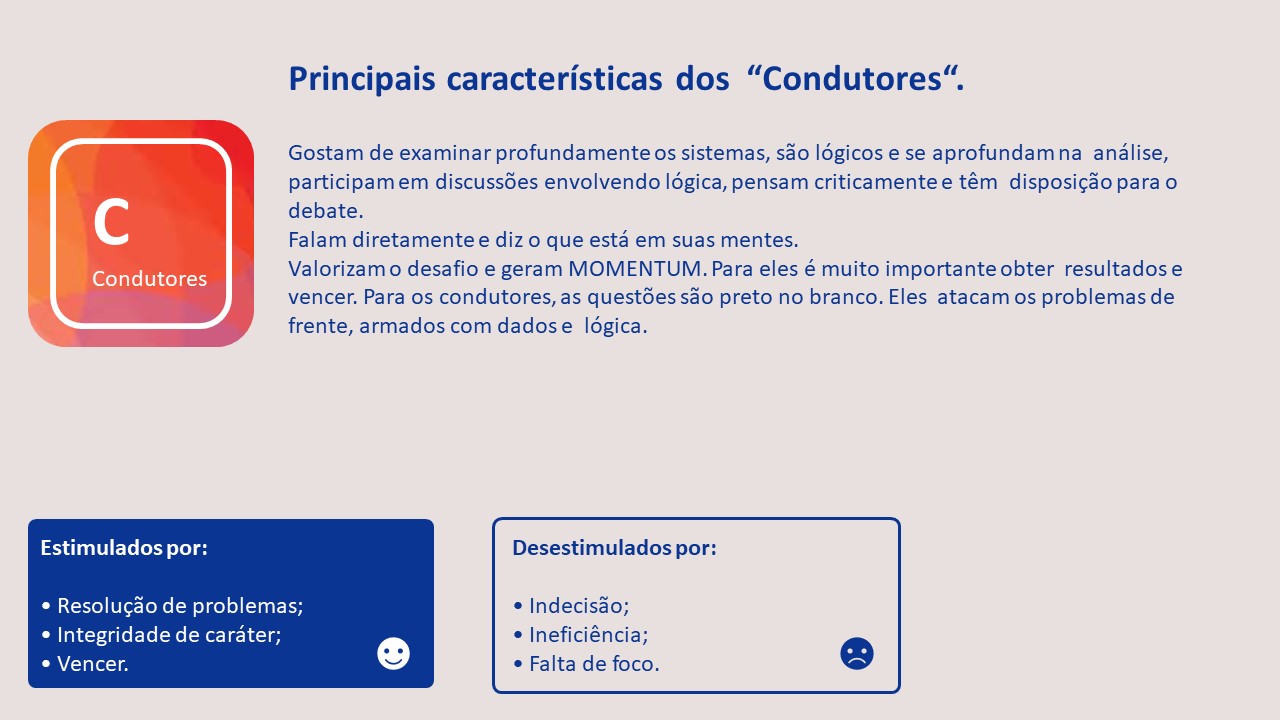 Principais características dos “Condutores“.
C
Condutores
Gostam de examinar profundamente os sistemas, são lógicos e se aprofundam na análise,
participam em discussões envolvendo lógica, pensam criticamente e têm disposição para o
debate.
Falam diretamente e diz o que está em suas mentes.
Valorizam o desafio e geram MOMENTUM. Para eles é muito importante obter resultados e
vencer. Para os condutores, as questões são preto no branco. Eles atacam os problemas de
frente, armados com dados e lógica.
Estimulados por:
• Resolução de problemas;
• Integridade de caráter;
• Vencer.
Desestimulados por:
• Indecisão;
• Ineficiência;
• Falta de foco.